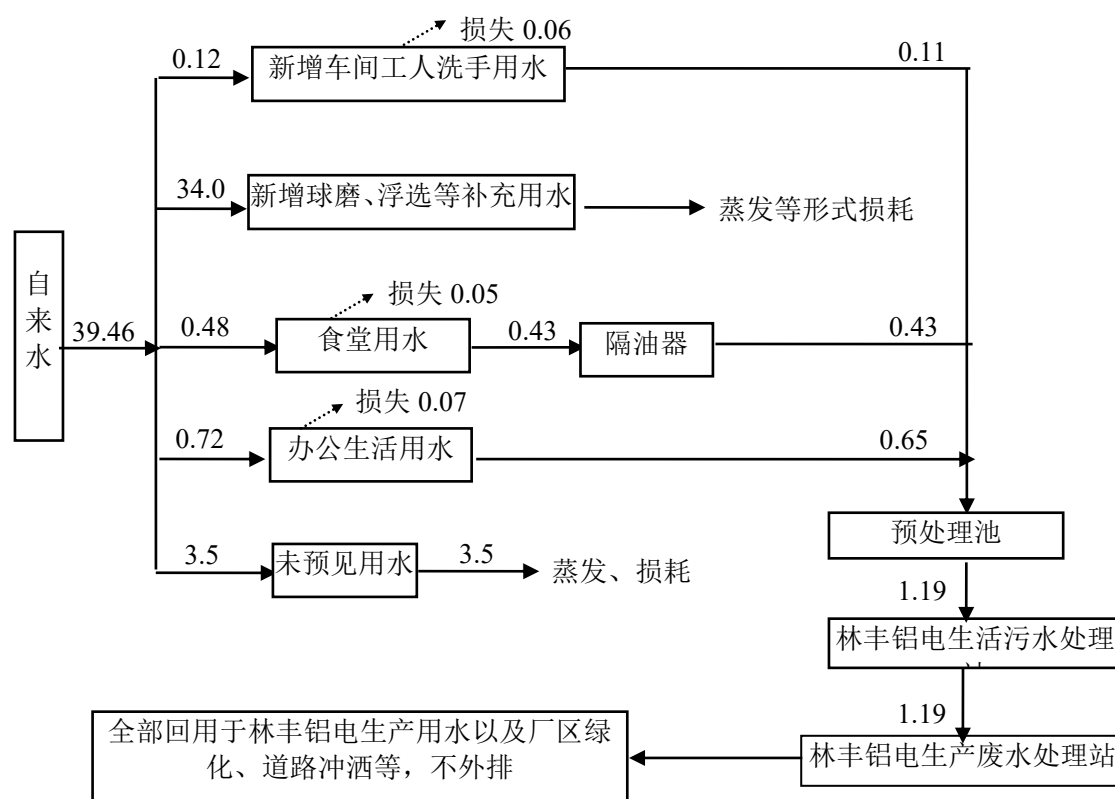 损失 0.06
0.12
新增车间工人洗手用水
0.11
34.0
新增球磨、浮选等补充用水
蒸发等形式损耗
自
来
水
39.46
损失 0.05
0.48
食堂用水
0.43
隔油器
0.43
损失 0.07
0.72
办公生活用水
0.65
预处理池
3.5
未预见用水
3.5
蒸发、损耗
1.19
林丰铝电生活污水处理
1.19
全部回用于林丰铝电生产用水以及厂区绿
化、道路冲洒等，不外排
林丰铝电生产废水处理站